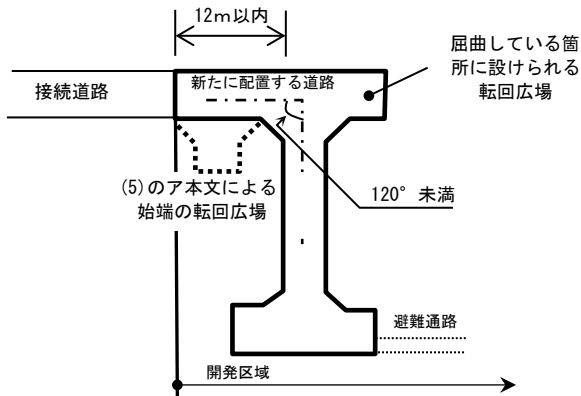 12m以内
屈曲している箇
所に設けられる
転回広場
新たに配置する道路
接続道路
(5)のア本文による
始端の転回広場
120°未満
避難通路
開発区域